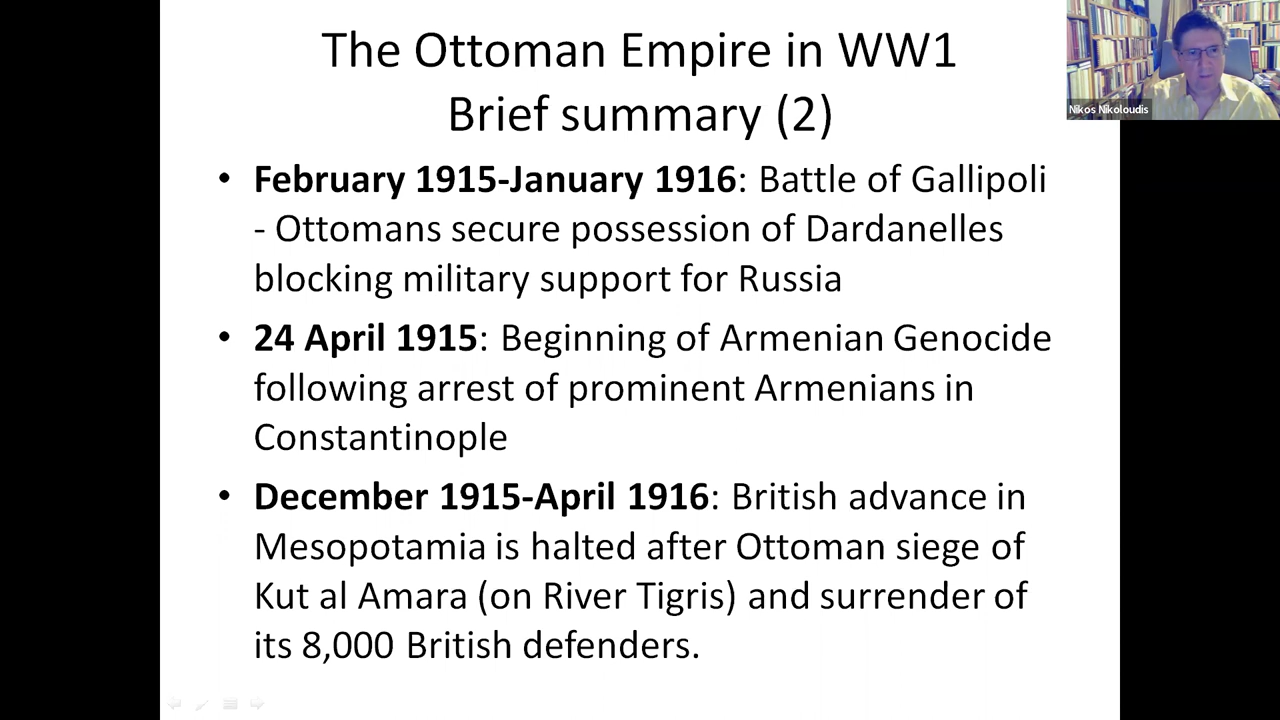 The Ottoman Empire in WW1
Brief summary (2)
Nikos Nikoloudis
• February 1915-January 1916: Battle of Gallipoli
- Ottomans secure possession of Dardanelles
blocking military support for Russia
• 24 April 1915: Beginning of Armenian Genocide
following arrest of prominent Armenians in
Constantinople
• December 1915-April 1916: British advance in
Mesopotamia is halted after Ottoman siege of
Kut al Amara (on River Tigris) and surrender of
its 8,000 British defenders.